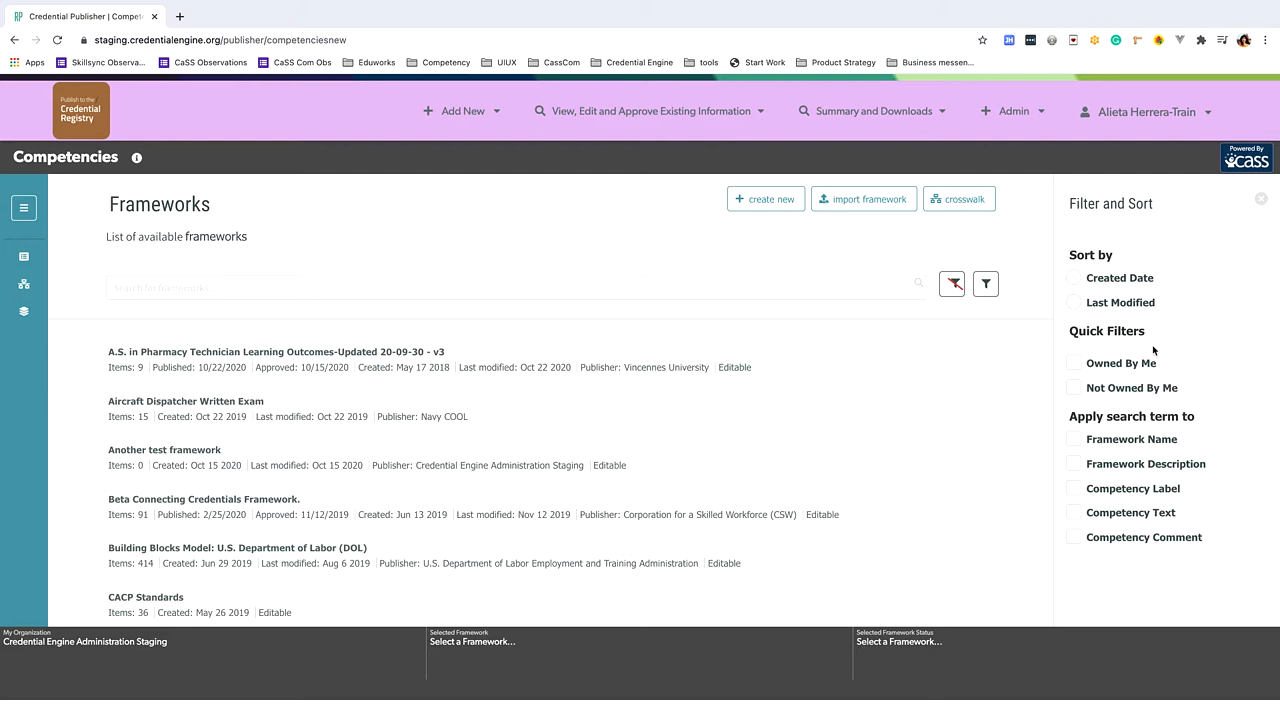 Credential Publisher | Compet
staging.credentialengine.org/publisher/competenciesnew
Apps Skillsync Observa... CaSS Observations CaSS Com Obs Eduworks Competency UIUX CassCom Credential Engine tools Start Work Product Strategy Business messen...
Publish to the
Credential
Registry
Add New View, Edit and Approve Existing Information Summary and Downloads Admin Alieta Herrera-Train
Competencies
Powered By
cass
Frameworks
create new import framework crosswalk
List of available frameworks
Search for frameworks
A.S. in Pharmacy Technician Learning Outcomes-Updated 20-09-30 - v3
Items: 9 Published: 10/22/2020 Approved: 10/15/2020 Created: May 17 2018 Last modified: Oct 22 2020 Publisher: Vincennes University Editable
Aircraft Dispatcher Written Exam
Items: 15 Created: Oct 22 2019 Last modified: Oct 22 2019 Publisher: Navy COOL
Another test framework
Items: 0 Created: Oct 15 2020 Last modified: Oct 15 2020 Publisher: Credential Engine Administration Staging Editable
Beta Connecting Credentials Framework.
Items: 91 Published: 2/25/2020 Approved: 11/12/2019 Created: Jun 13 2019 Last modified: Nov 12 2019 Publisher: Corporation for a Skilled Workforce (CSW) Editable
Building Blocks Model: U.S. Department of Labor (DOL)
Items: 414 Created: Jun 29 2019 Last modified: Aug 6 2019 Publisher: U.S. Department of Labor Employment and Training Administration Editable
CACP Standards
Items: 36 Created: May 26 2019 Editable
Filter and Sort
Sort by
Created Date
Last Modified
Quick Filters
Owned By Me
Not Owned By Me
Apply search term to
Framework Name
Framework Description
Competency Label
Competency Text
Competency Comment
My Organization
Credential Engine Administration Staging
Selected Framework
Select a Framework...
Selected Framework Status
Select a Framework...